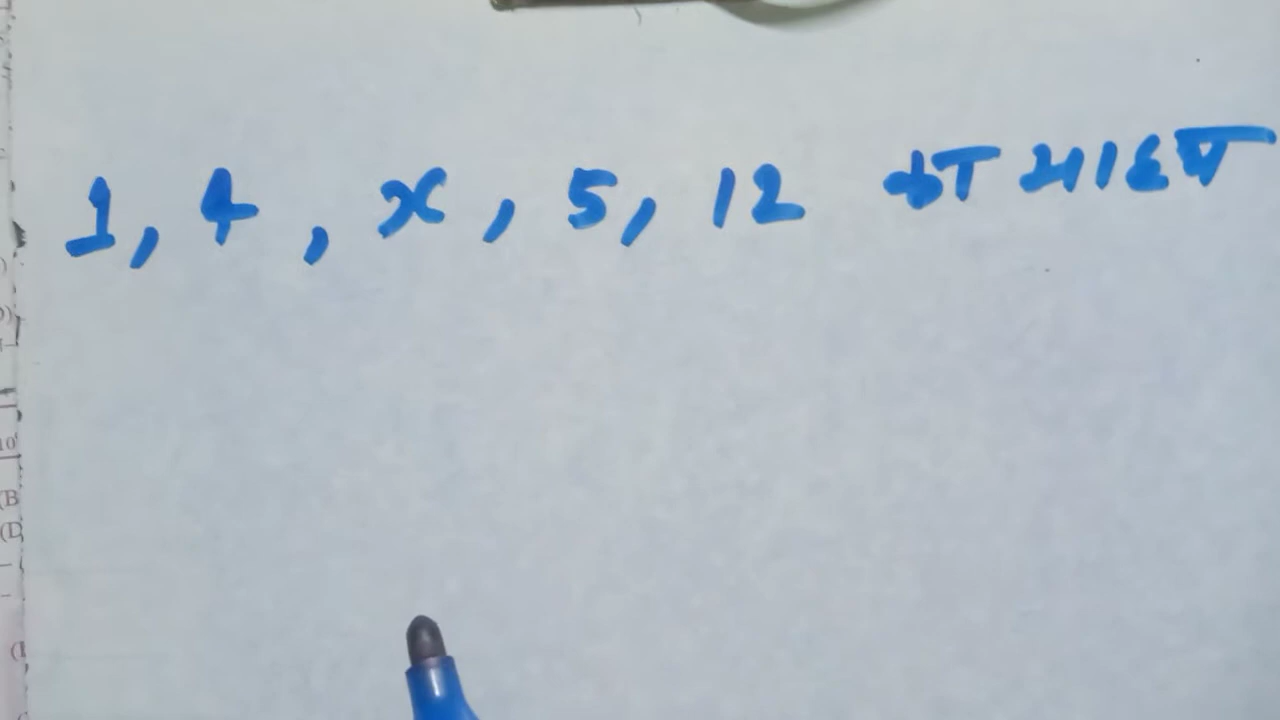 1, 4, x, 5, 12 का माध्य
(B
(D